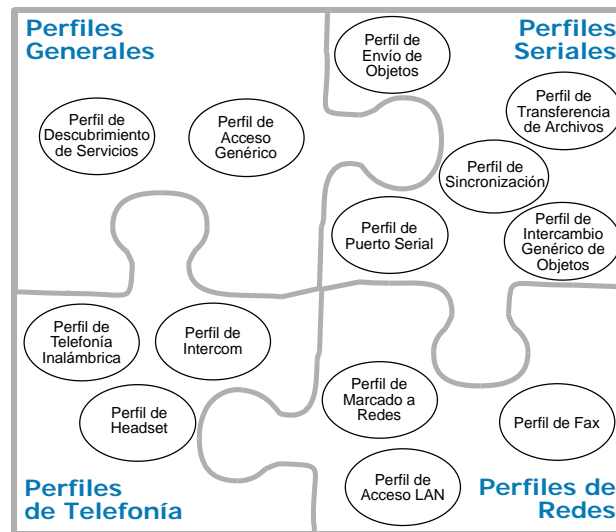 Perfiles
Generales
Perfil de
Descubrimiento
de Servicios
Perfil de
Acceso
Genérico
Perfiles
Seriales
Perfil de
Envío de
Objetos
Perfil de
Transferencia
de Archivos
Perfil de
Sincronización
Perfil de
Puerto Serial
Perfil de
Intercambio
Genérico de
Objetos
Perfil de
Telefonía
Inalámbrica
Perfil de
Intercom
Perfil de
Headset
Perfiles
de Telefonía
Perfil de
Marcado a
Redes
Perfil de Fax
Perfil de
Acceso LAN
Perfiles de
Redes